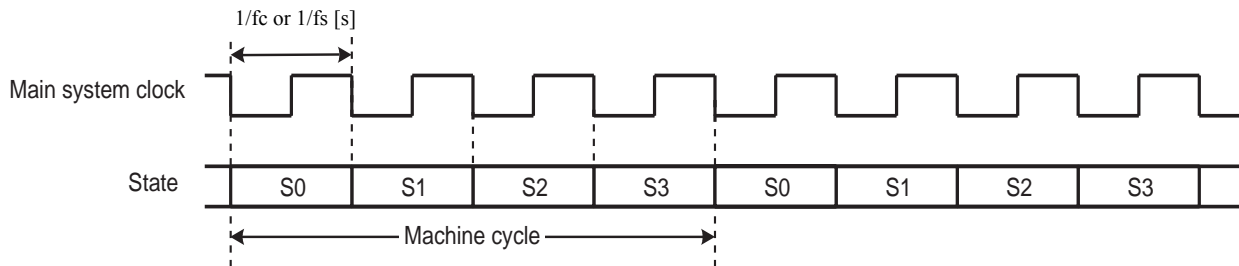 1/fc or 1/fs [s]
Main system clock
State S0 S1 S2 S3 S0 S1 S2 S3
Machine cycle